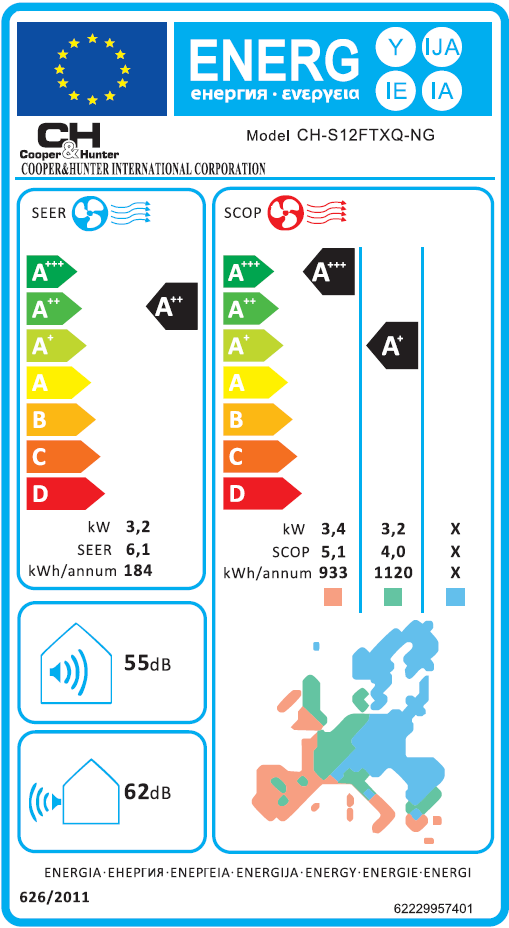 ENERG
енергия · ενεργεια
Y IJA
IE IA
CH
Cooper&Hunter
Model CH-S12FTXQ-NG
COOPER&HUNTER INTERNATIONAL CORPORATION
SEER
A+++
A++
A+
A
B
C
D
A++
kW 3,2
SEER 6,1
kWh/annum 184
SCOP
A+++
A++
A+
A
B
C
D
A+++
A+
kW 3,4 3,2 X
SCOP 5,1 4,0 X
kWh/annum 933 1120 X
55dB
62dB
ENERGIA·ЕНЕРГИЯ·ΕΝΕΡΓΕΙΑ·ENERGIJA·ENERGY·ENERGIE·ENERGI
626/2011
62229957401